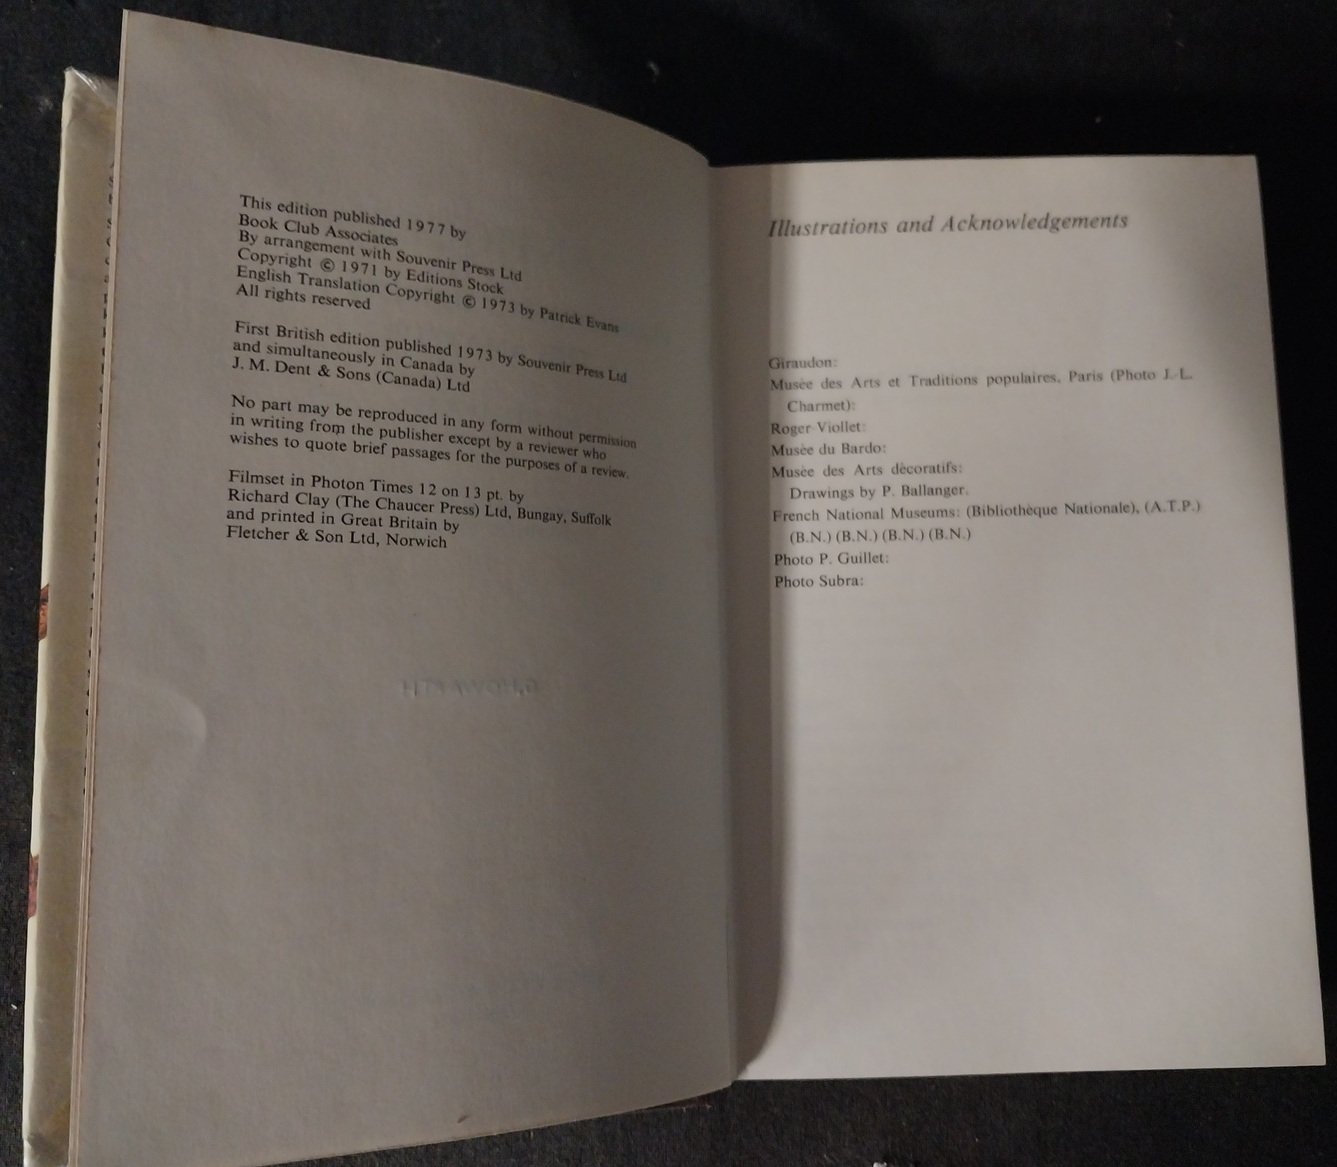 This edition published 1977 by
Book Club Associates
By arrangement with Souvenir Press Ltd
Copyright © 1971 by Editions Stock
English Translation Copyright © 1973 by Patrick Evans
All rights reserved
First British edition published 1973 by Souvenir Press Ltd
and simultaneously in Canada by
J. M. Dent & Sons (Canada) Ltd
No part may be reproduced in any form without permission
in writing from the publisher except by a reviewer who
wishes to quote brief passages for the purposes of a review.
Filmset in Photon Times 12 on 13 pt. by
Richard Clay (The Chaucer Press) Ltd, Bungay, Suffolk
and printed in Great Britain by
Fletcher & Son Ltd, Norwich
Illustrations and Acknowledgements
Giraudon:
Musée des Arts et Traditions populaires, Paris (Photo J.-L.
Charmet):
Roger-Viollet:
Musée du Bardo:
Musée des Arts décoratifs:
Drawings by P. Ballanger.
French National Museums: (Bibliothèque Nationale), (A.T.P.)
(B.N.) (B.N.) (B.N.) (B.N.)
Photo P. Guillet:
Photo Subra: